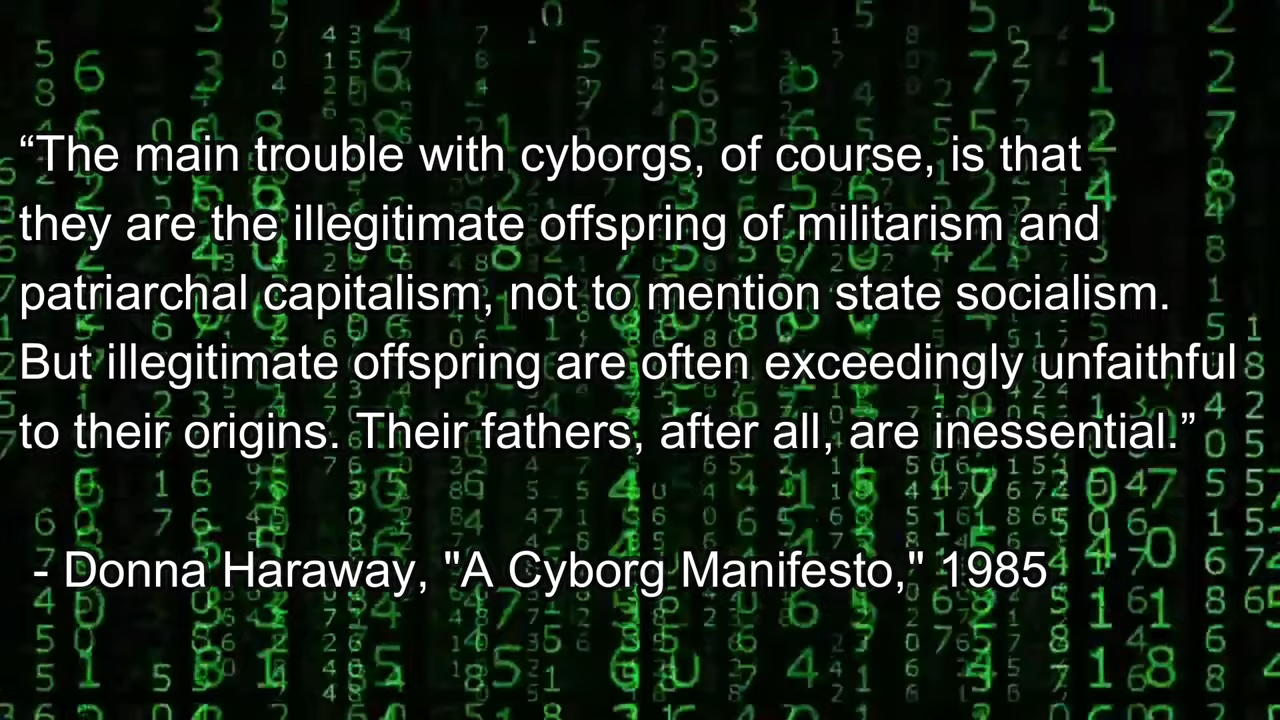 “The main trouble with cyborgs, of course, is that
they are the illegitimate offspring of militarism and
patriarchal capitalism, not to mention state socialism.
But illegitimate offspring are often exceedingly unfaithful
to their origins. Their fathers, after all, are inessential.”
- Donna Haraway, "A Cyborg Manifesto," 1985